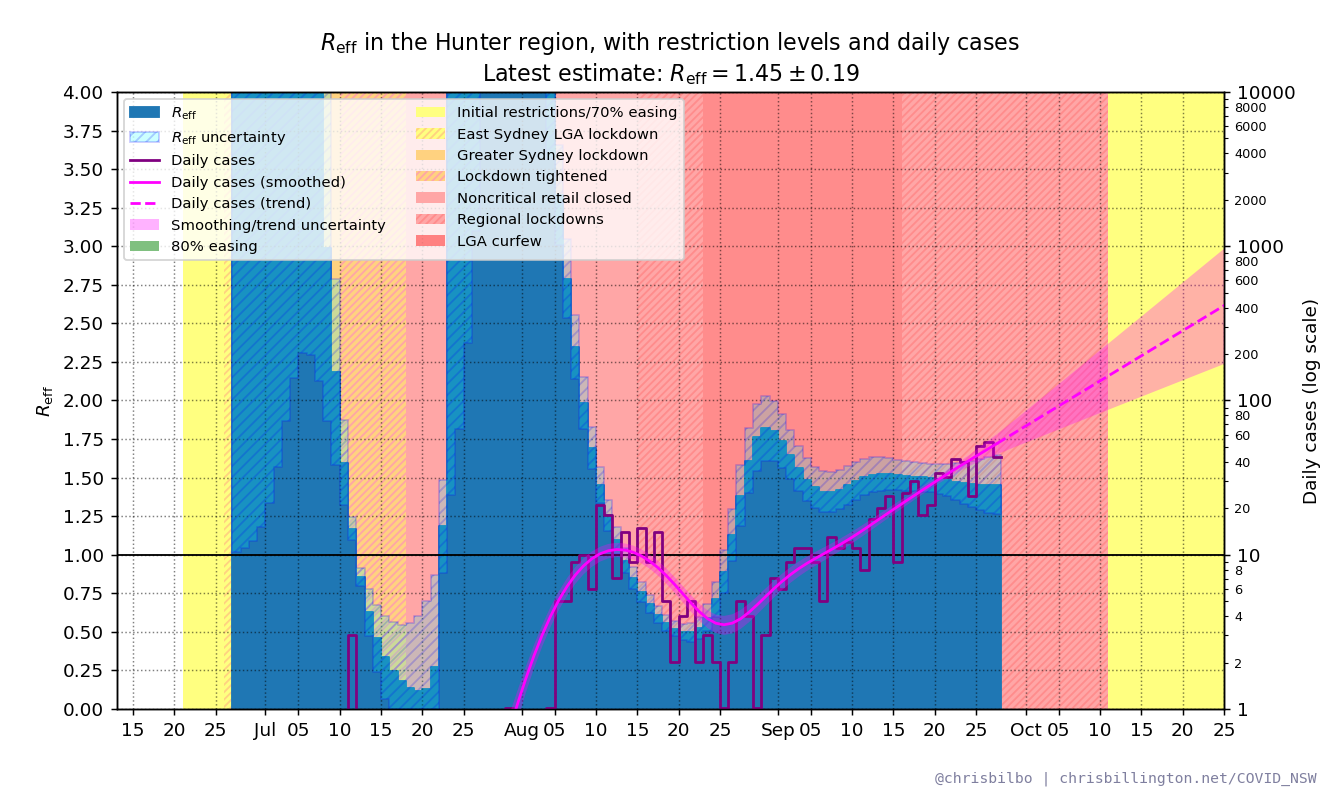 Reff in the Hunter region, with restriction levels and daily cases
Latest estimate: Reff = 1.45 ± 0.19
Reff
Reff uncertainty
Daily cases
Daily cases (smoothed)
Daily cases (trend)
Smoothing/trend uncertainty
80% easing
Initial restrictions/70% easing
East Sydney LGA lockdown
Greater Sydney lockdown
Lockdown tightened
Noncritical retail closed
Regional lockdowns
LGA curfew
Reff
4.00
3.75
3.50
3.25
3.00
2.75
2.50
2.25
2.00
1.75
1.50
1.25
1.00
0.75
0.50
0.25
0.00
10000
8000
6000
4000
2000
1000
800
600
400
200
100
80
60
40
20
10
8
6
4
2
1
Daily cases (log scale)
15 20 25 Jul 05 10 15 20 25 Aug 05 10 15 20 25 Sep 05 10 15 20 25 Oct 05 10 15 20 25
@chrisbilbo | chrisbillington.net/COVID_NSW